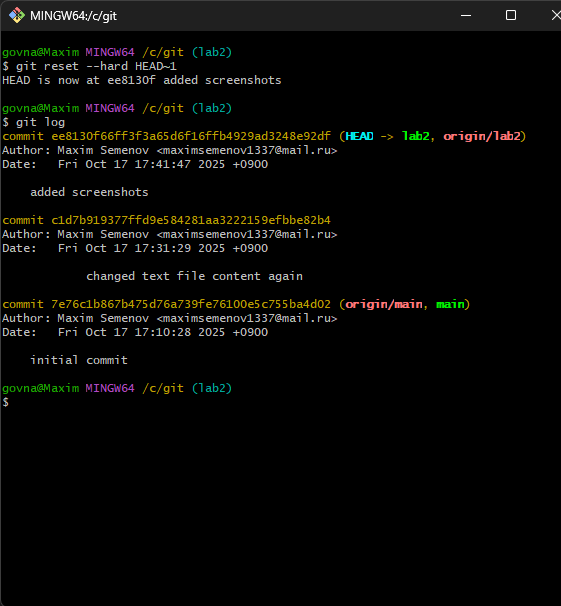 MINGW64:/c/git
govna@Maxim MINGW64 /c/git (lab2)
$ git reset --hard HEAD~1
HEAD is now at ee8130f added screenshots
govna@Maxim MINGW64 /c/git (lab2)
$ git log
commit ee8130f66ff3f3a65d6f16ffb4929ad3248e92df (HEAD -> lab2, origin/lab2)
Author: Maxim Semenov <maximsemenov1337@mail.ru>
Date:   Fri Oct 17 17:41:47 2025 +0900
added screenshots
commit c1d7b919377ffd9e584281aa3222159efbbe82b4
Author: Maxim Semenov <maximsemenov1337@mail.ru>
Date:   Fri Oct 17 17:31:29 2025 +0900
changed text file content again
commit 7e76c1b867b475d76a739fe76100e5c755ba4d02 (origin/main, main)
Author: Maxim Semenov <maximsemenov1337@mail.ru>
Date:   Fri Oct 17 17:10:28 2025 +0900
initial commit
govna@Maxim MINGW64 /c/git (lab2)
$